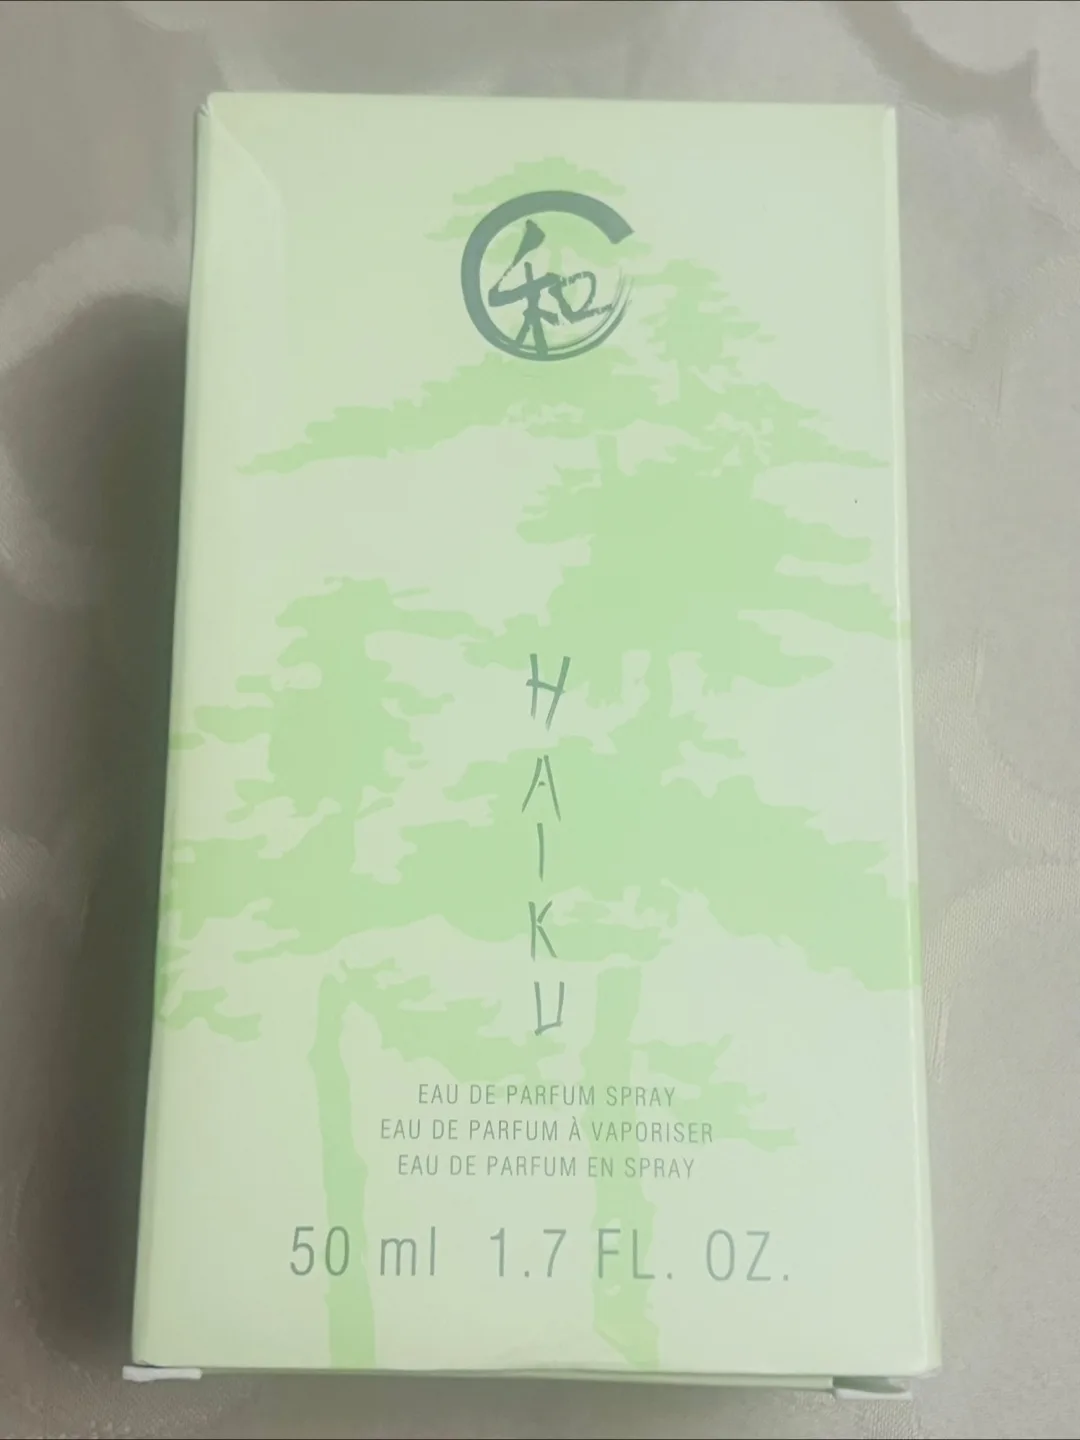 和
HAIKU
EAU DE PARFUM SPRAY
EAU DE PARFUM À VAPORISER
EAU DE PARFUM EN SPRAY
50 ml 1.7 FL. OZ.